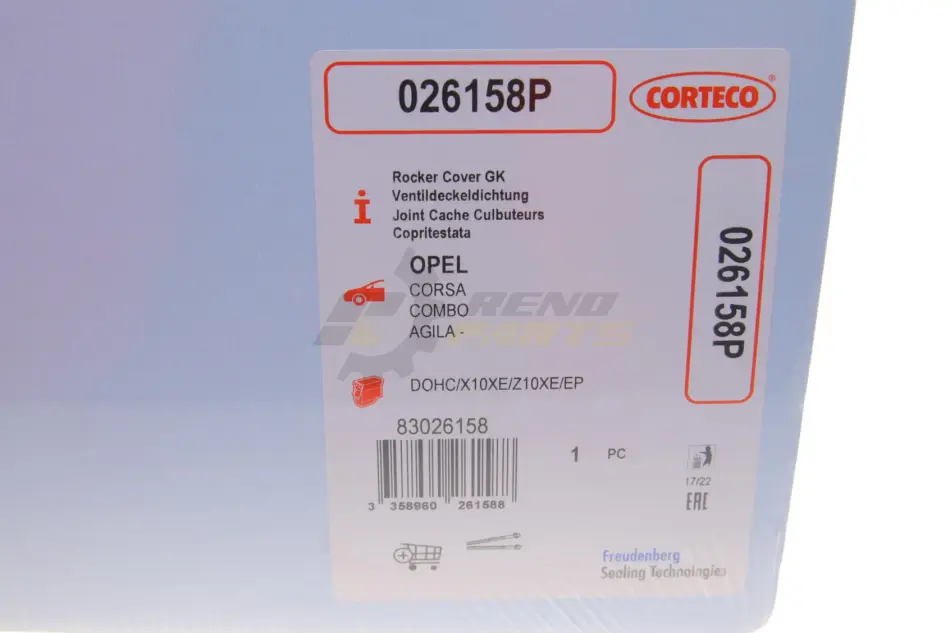 026158P
CORTECO®
Rocker Cover GK
Ventildeckeldichtung
Joint Cache Culbuteurs
Copritestata
026158P
OPEL
CORSA
COMBO
AGILA -
RENO
PARTS
DOHC/X10XE/Z10XE/EP
83026158
1 PC
3 358960 261588
17/22
EAC
Freudenberg
Sealing Technologies